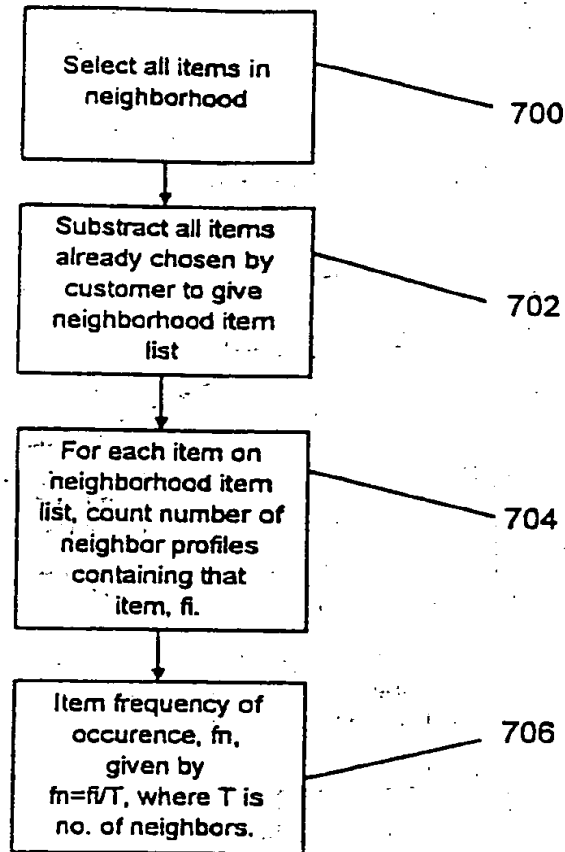 Select all items in
neighborhood
700
Substract all items
already chosen by
customer to give
neighborhood item
list
702
For each item on
neighborhood item
list, count number of
neighbor profiles
containing that
item, fi.
704
Item frequency of
occurence, fn,
given by
fn=fi/T, where T is
no. of neighbors.
706